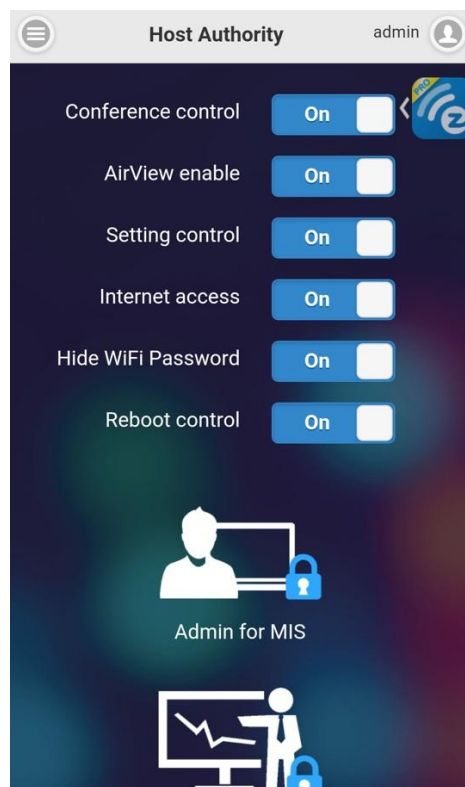 Host Authority
admin
PRO
z
Conference control On
AirView enable On
Setting control On
Internet access On
Hide WiFi Password On
Reboot control On
Admin for MIS